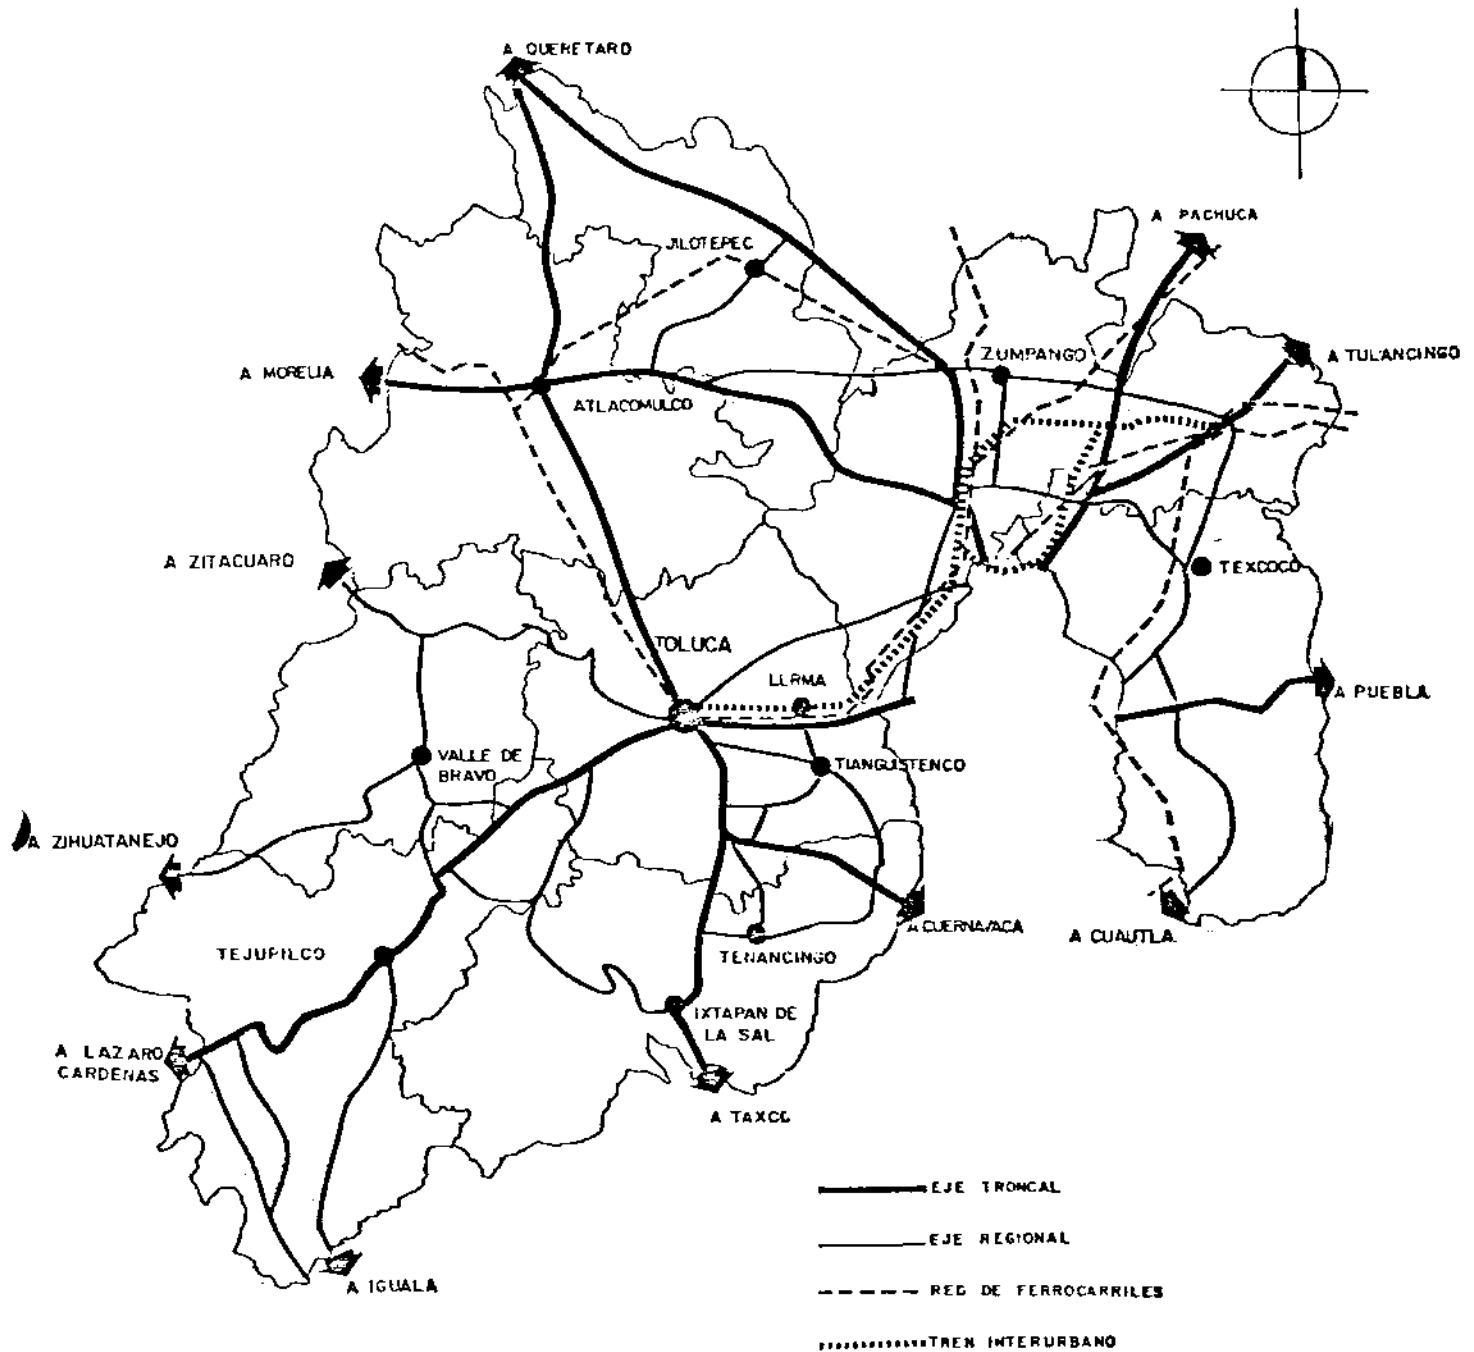 A QUERETARO
A PACHUCA
JILOTEPEC
ZUMPANGO
A TULANCINGO
A MORELIA
ATLACOMULCO
A ZITACUARO
TEXCOCO
TOLUCA
LERMA
A PUEBLA
VALLE DE
BRAVO
TIANGUISTENCO
A ZIHUATANEJO
A CUERNAVACA
A CUAUTLA
TEJUPILCO
TENANCINGO
IXTAPAN DE
LA SAL
A LAZARO
CARDENAS
A TAXCO
EJE TRONCAL
EJE REGIONAL
A IGUALA
RED DE FERROCARRILES
TREN INTERURBANO